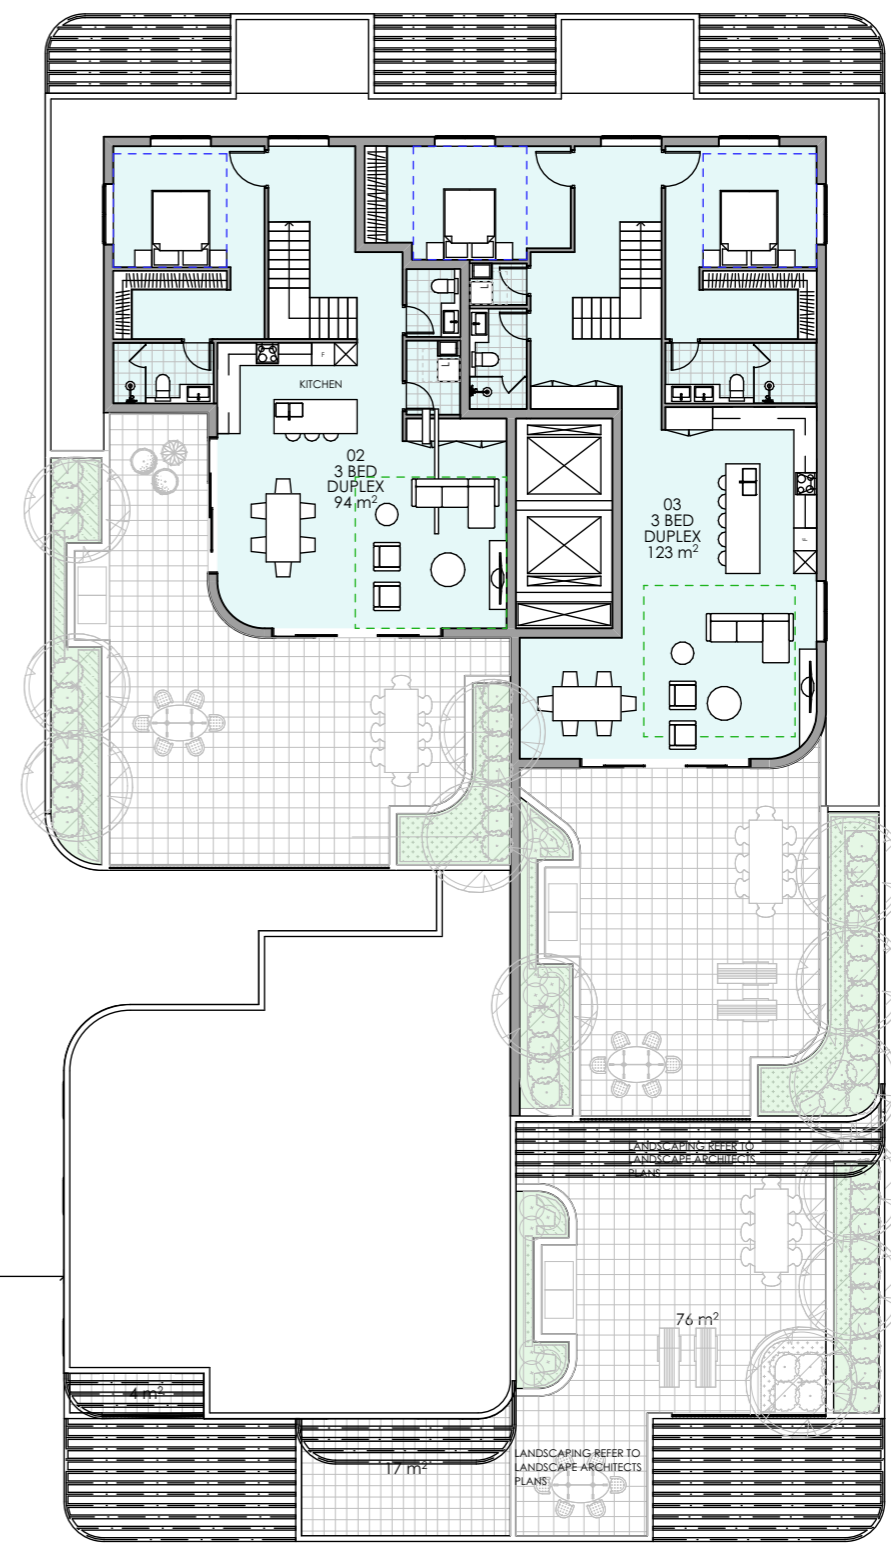 KITCHEN
F
L
L
02
3 BED
DUPLEX
94 m²
03
3 BED
DUPLEX
123 m²
F
LANDSCAPING REFER TO
LANDSCAPE ARCHITECTS
PLANS
76 m²
4 m²
17 m²
LANDSCAPING REFER TO
LANDSCAPE ARCHITECTS
PLANS